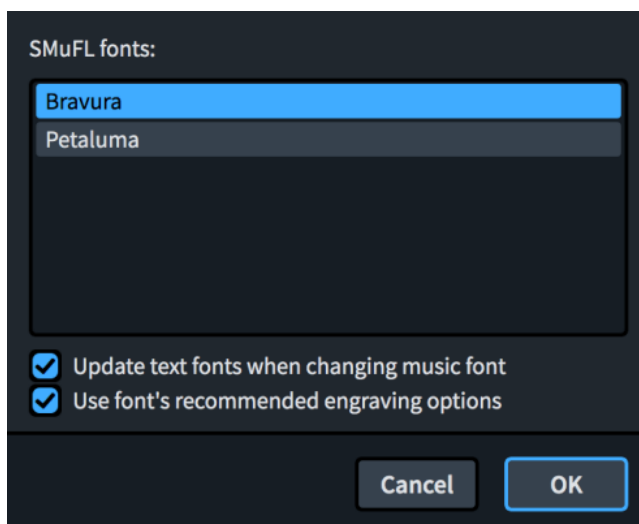 SMuFL fonts:
Bravura
Petaluma
Update text fonts when changing music font
Use font's recommended engraving options
Cancel OK